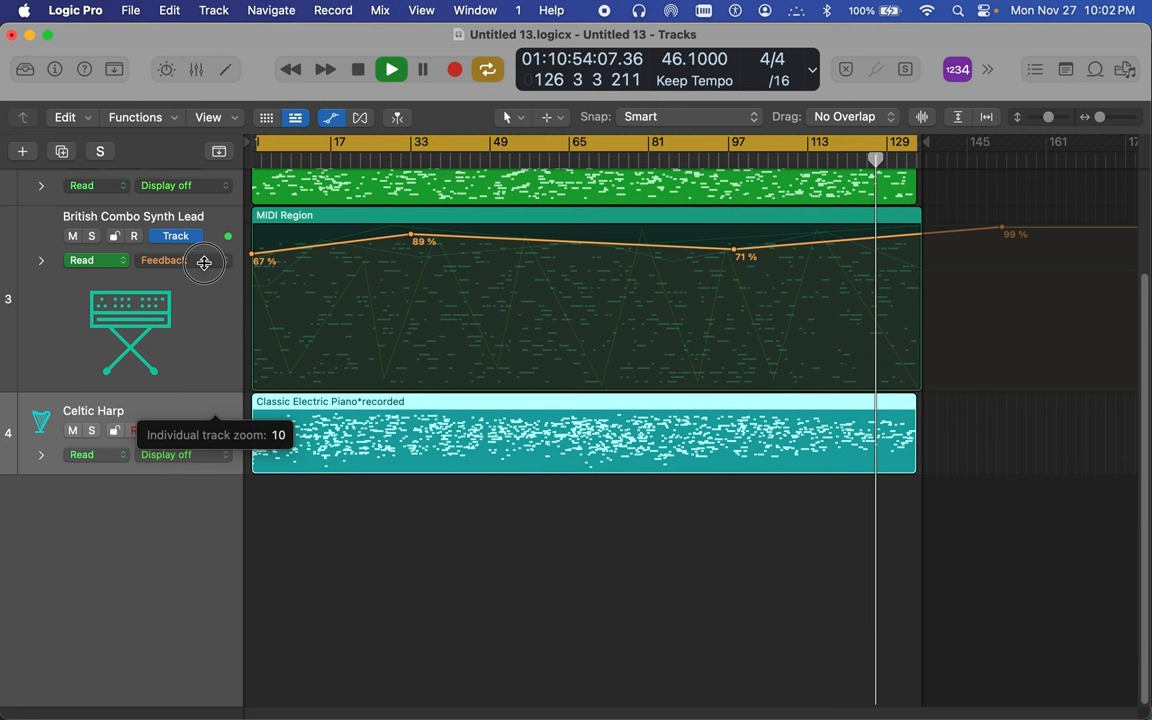 Logic Pro File Edit Track Navigate Record Mix View Window 1 Help 100% Mon Nov 27 10:02 PM
Untitled 13.logicx - Untitled 13 - Tracks
01:10:54:07.36 46.1000 4/4
0126 3 3 211 Keep Tempo /16
1234
Edit Functions View Snap: Smart Drag: No Overlap
S
1 17 33 49 65 81 97 113 129 145 161
Read Display off
British Combo Synth Lead
MIDI Region
M S R Track
89 % 99 %
Read Feedback
67 % 71 %
3
Celtic Harp
Classic Electric Piano*recorded
M S R
4
Individual track zoom: 10
Read Display off